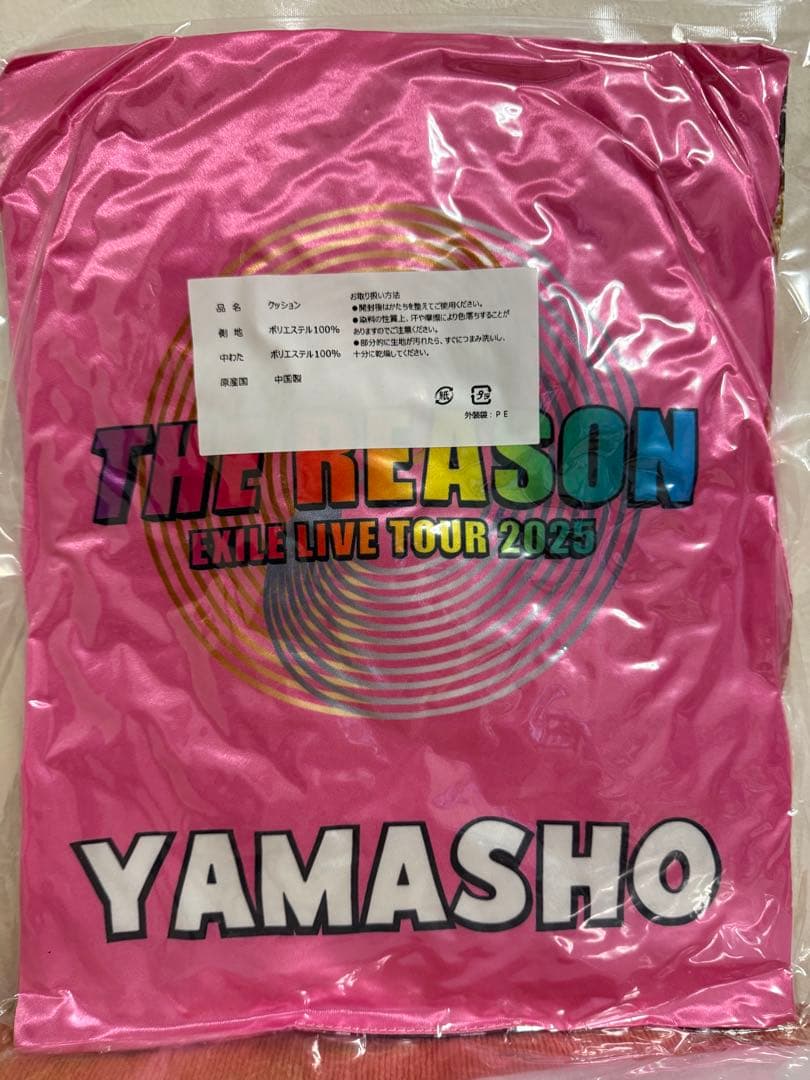 品 名 クッション
側 地 ポリエステル100%
中わた ポリエステル100%
原産国 中国製
お取り扱い方法
●開封後はかたちを整えてご使用ください。
●染料の性質上、汗や摩擦により色落ちすることが
ありますのでご注意ください。
●部分的に生地が汚れたら、すぐにつまみ洗いし、
十分に乾燥してください。
紙 プラ
外装袋：PE
THE REASON
EXILE LIVE TOUR 2025
YAMASHO